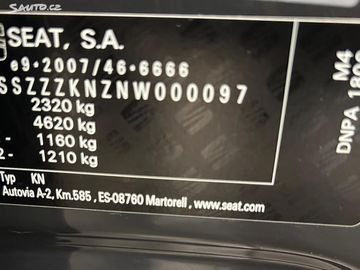 Sauto.cz
SEAT, S.A.
e9*2007/46*6666
SSZZZKNZNW000097
2320 kg
4620 kg
- 1160 kg
2- 1210 kg
Typ KN
Autovia A-2, Km.585 , ES-08760 Martorell , www.seat.com
M4
DNPA